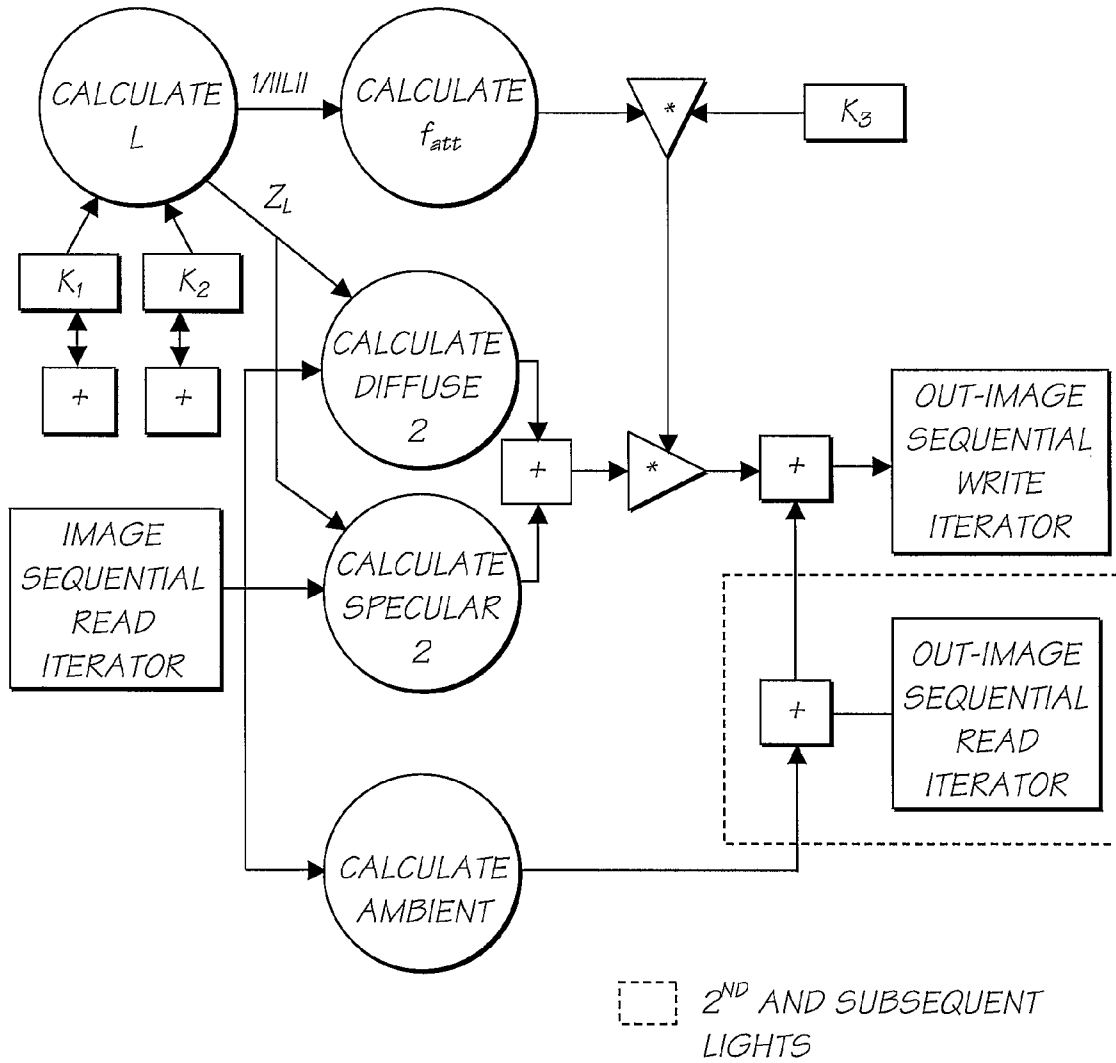 CALCULATE
L
1/||L||
CALCULATE
f_att
*
K_3
Z_L
K_1
K_2
+
+
CALCULATE
DIFFUSE
2
+
*
+
OUT-IMAGE
SEQUENTIAL
WRITE
ITERATOR
IMAGE
SEQUENTIAL
READ
ITERATOR
CALCULATE
SPECULAR
2
+
OUT-IMAGE
SEQUENTIAL
READ
ITERATOR
CALCULATE
AMBIENT
2^ND AND SUBSEQUENT
LIGHTS